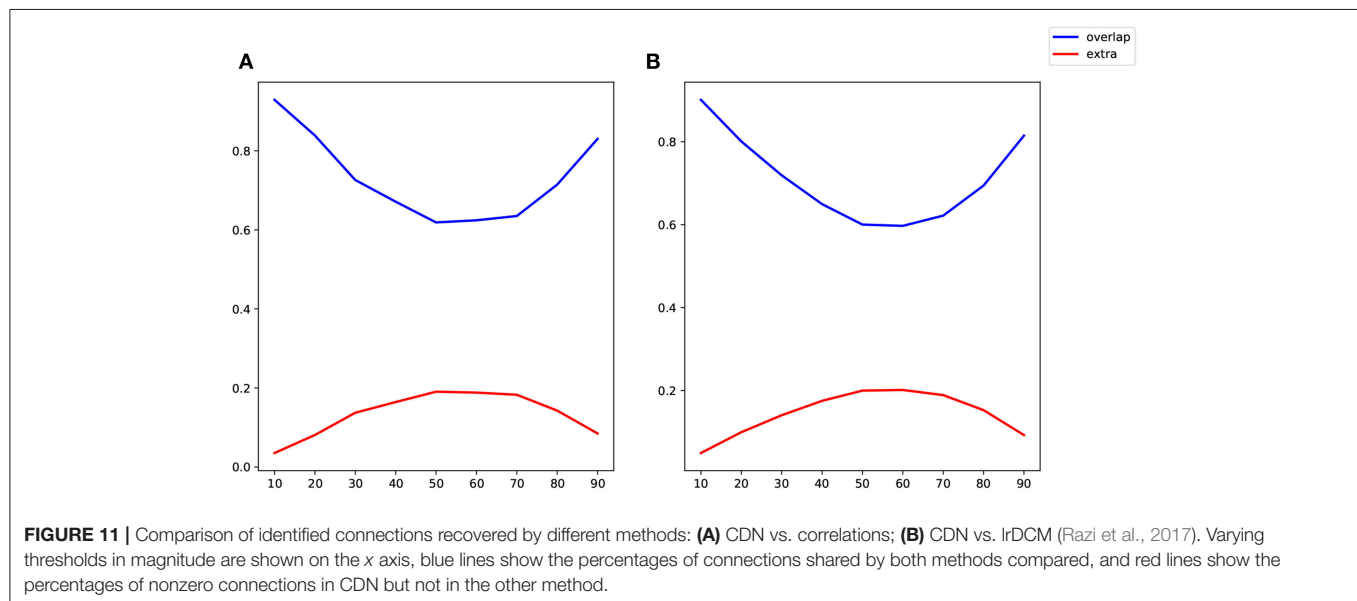 A
B
overlap
extra
0.8
0.6
0.4
0.2
0.0
10 20 30 40 50 60 70 80 90
0.8
0.6
0.4
0.2
10 20 30 40 50 60 70 80 90
FIGURE 11 | Comparison of identified connections recovered by different methods: (A) CDN vs. correlations; (B) CDN vs. lrDCM (Razi et al., 2017). Varying
thresholds in magnitude are shown on the x axis, blue lines show the percentages of connections shared by both methods compared, and red lines show the
percentages of nonzero connections in CDN but not in the other method.